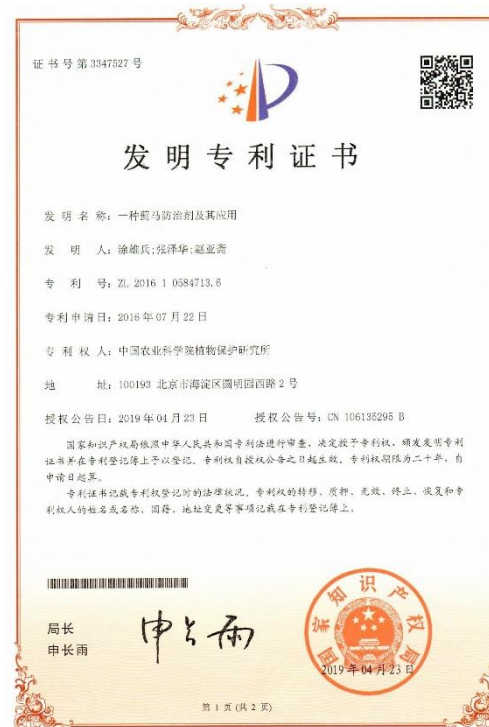 证书号第3347527号
发明专利证书
发明名称：一种蓟马防治剂及其应用
发明人：涂雄兵;张泽华;赵亚斋
专利号：ZL 2016 1 0584713.6
专利申请日：2016年07月22日
专利权人：中国农业科学院植物保护研究所
地址：100193 北京市海淀区圆明园西路2号
授权公告日：2019年04月23日 授权公告号：CN 106135295 B
国家知识产权局依照中华人民共和国专利法进行审查，决定授予专利权，颁发发明专利
证书并在专利登记簿上予以登记。专利权自授权公告之日起生效。专利权期限为二十年，自
申请日起算。
专利证书记载专利权登记时的法律状况。专利权的转移、质押、无效、终止、恢复和专
利权人的姓名或名称、国籍、地址变更等事项记载在专利登记簿上。
局长
申长雨
申长雨
国家知识产权局
2019年04月23日
第1页(共2页)